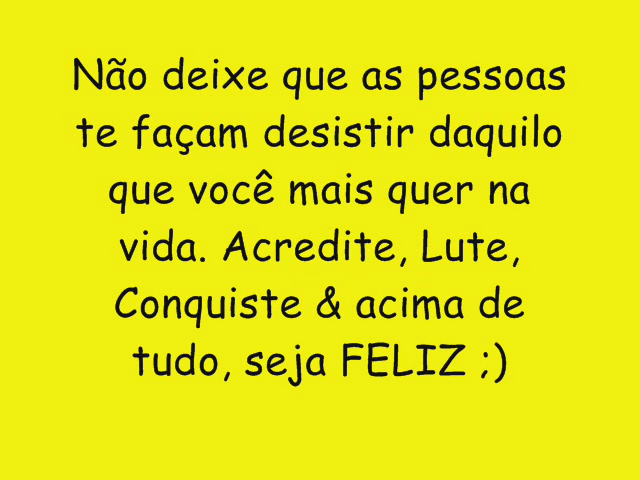 Não deixe que as pessoas
te façam desistir daquilo
que você mais quer na
vida. Acredite, Lute,
Conquiste & acima de
tudo, seja FELIZ ;)